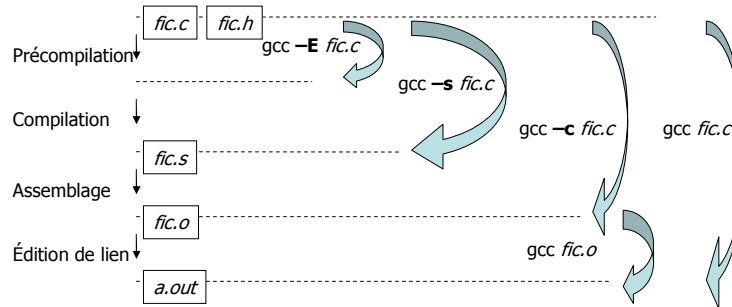 fic.c fic.h
gcc –E fic.c
Précompilation
gcc –s fic.c
Compilation
gcc –c fic.c
gcc fic.c
fic.s
Assemblage
fic.o
Édition de lien
gcc fic.o
a.out